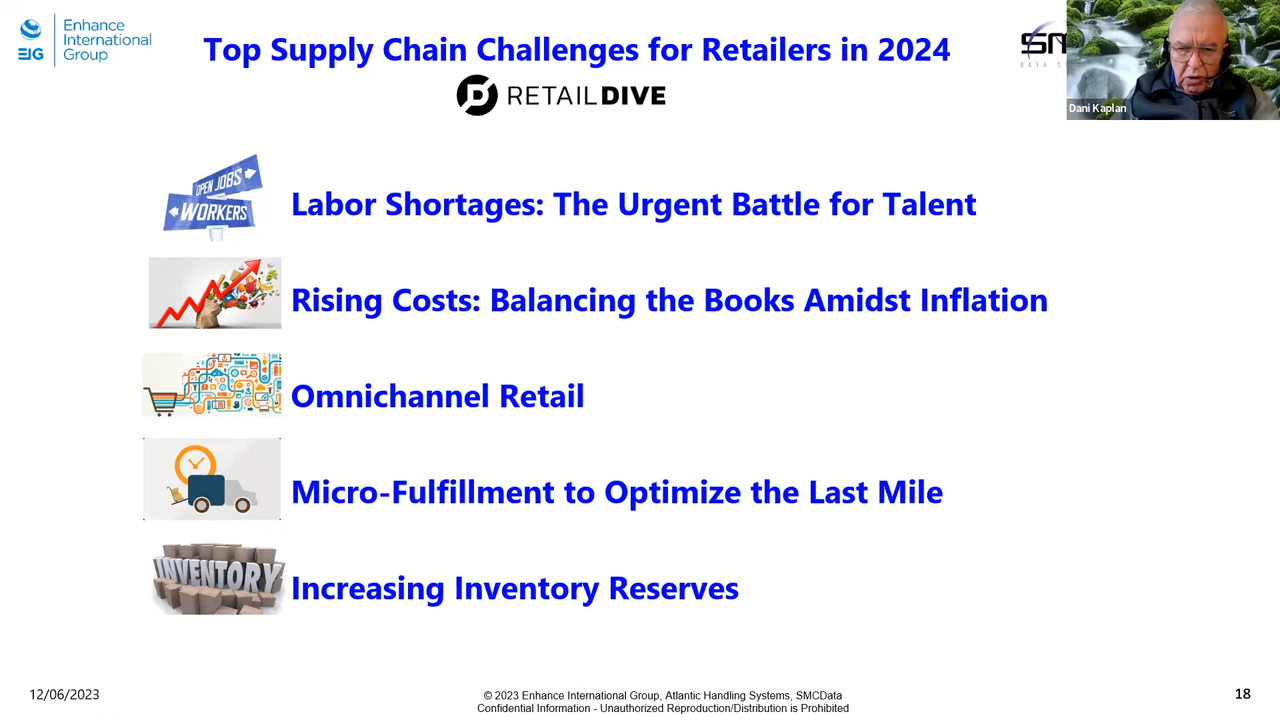 EIG
Enhance
International
Group
Top Supply Chain Challenges for Retailers in 2024
RETAILDIVE
Dani Kaplan
OPEN JOBS
WORKERS
Labor Shortages: The Urgent Battle for Talent
Rising Costs: Balancing the Books Amidst Inflation
Omnichannel Retail
Micro-Fulfillment to Optimize the Last Mile
INVENTORY
Increasing Inventory Reserves
12/06/2023
© 2023 Enhance International Group, Atlantic Handling Systems, SMCData
Confidential Information - Unauthorized Reproduction/Distribution is Prohibited
18